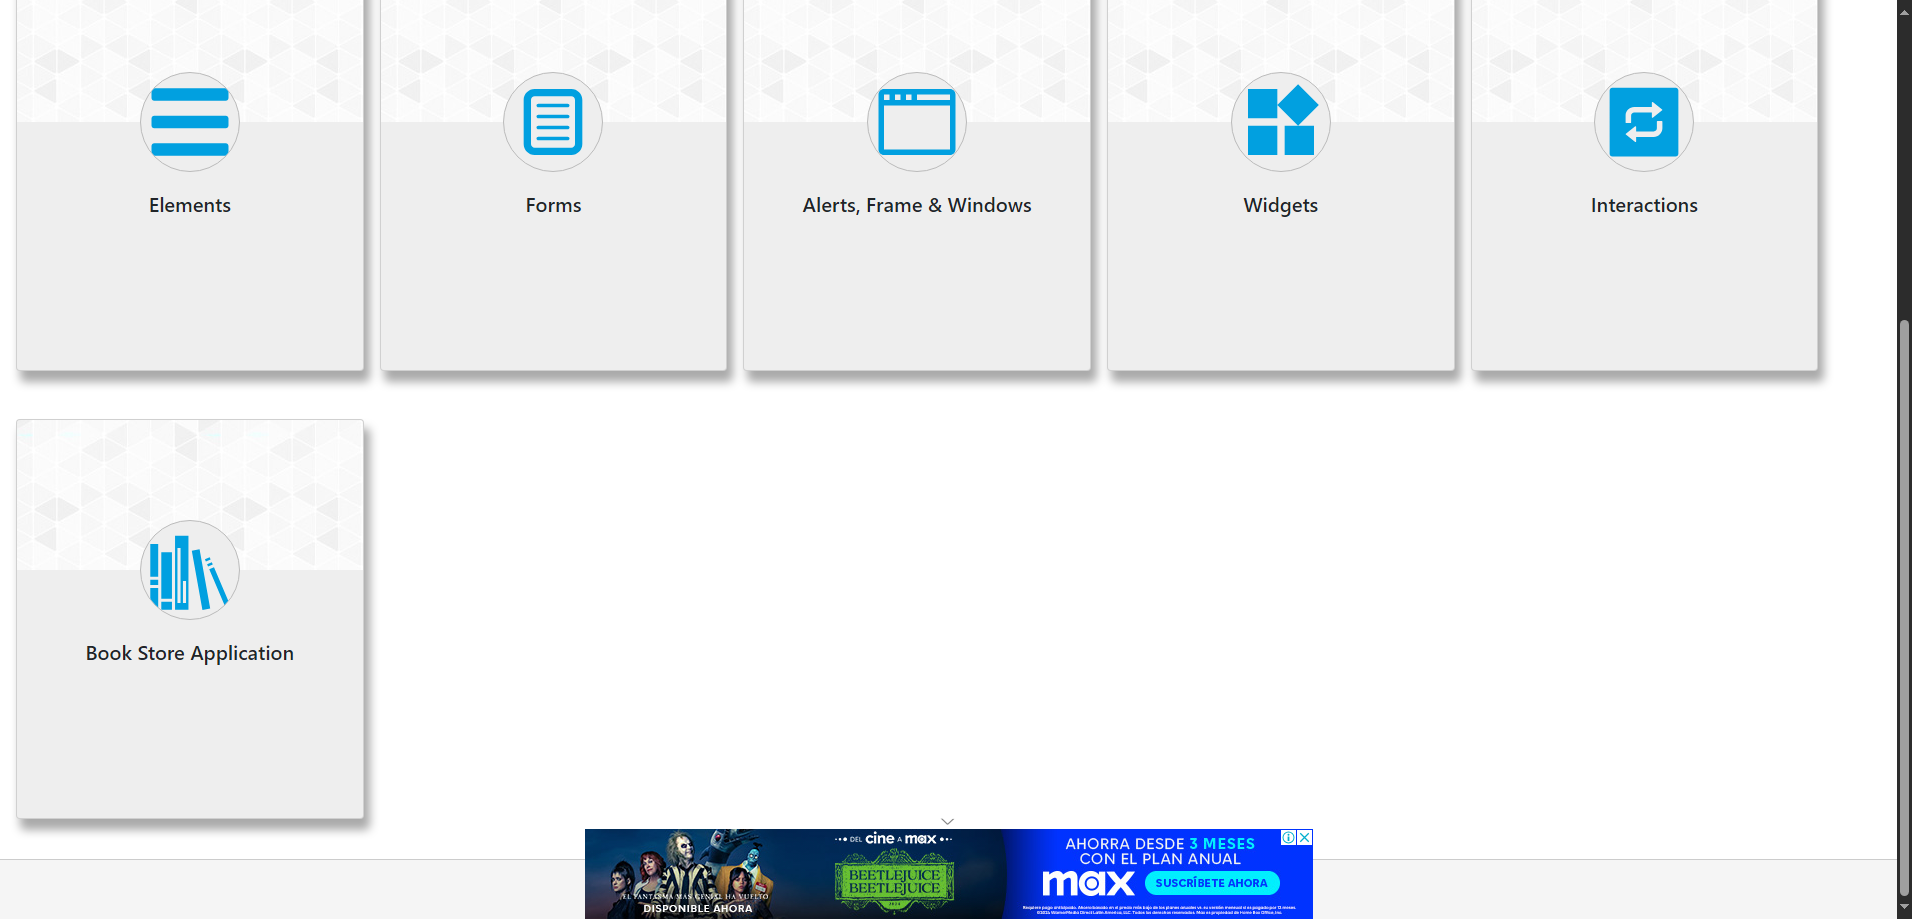 Elements
Forms
Alerts, Frame & Windows
Widgets
Interactions
Book Store Application
DEL cine A max
BEETLEJUICE
BEETLEJUICE
2024
EL FANTASMA MÁS GENIAL HA VUELTO
DISPONIBLE AHORA
AHORRA DESDE 3 MESES
CON EL PLAN ANUAL
max
SUSCRÍBETE AHORA